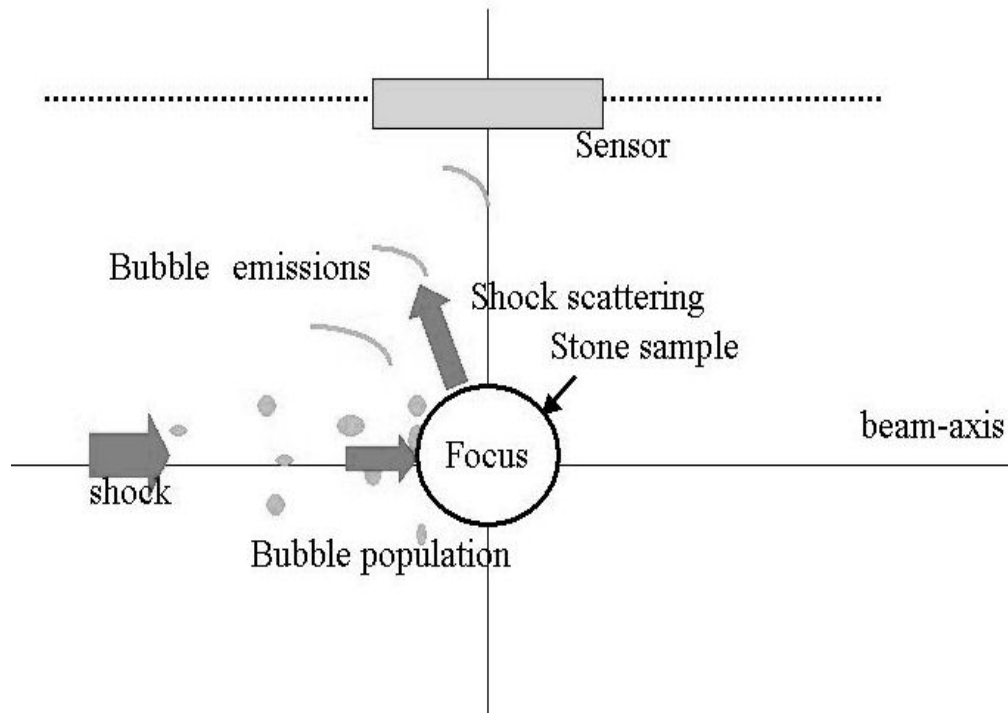 Sensor
Bubble emissions
Shock scattering
Stone sample
beam-axis
Focus
shock
Bubble population